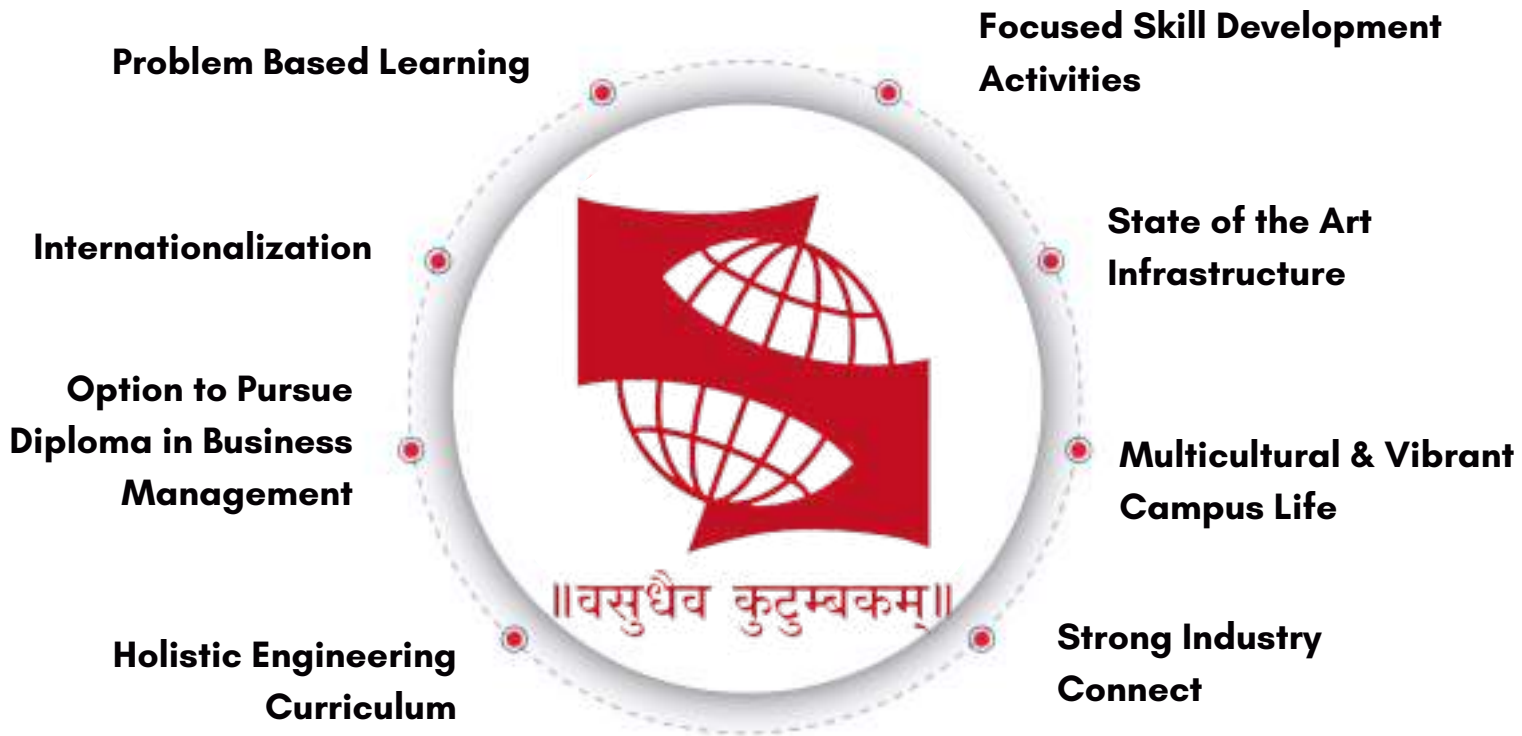 Problem Based Learning
Focused Skill Development
Activities
Internationalization
State of the Art
Infrastructure
Option to Pursue
Diploma in Business
Management
Multicultural & Vibrant
Campus Life
॥वसुधैव कुटुम्बकम्॥
Holistic Engineering
Curriculum
Strong Industry
Connect